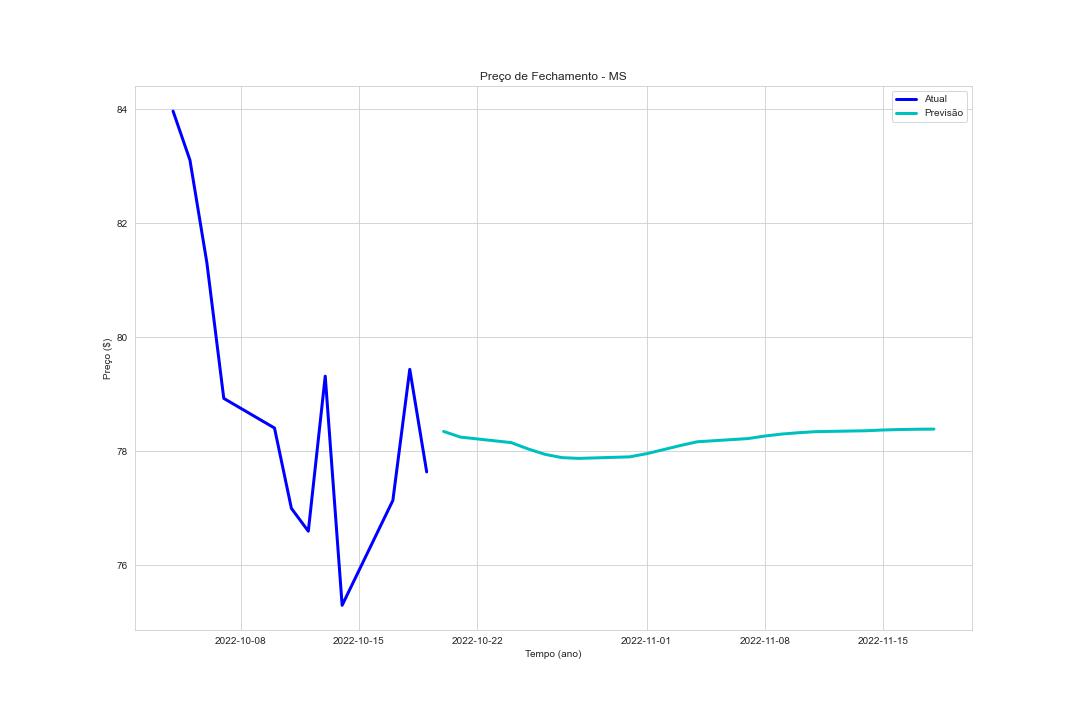 Preço de Fechamento - MS
Atual
Previsão
Preço ($)
84
82
80
78
76
2022-10-08 2022-10-15 2022-10-22 2022-11-01 2022-11-08 2022-11-15
Tempo (ano)